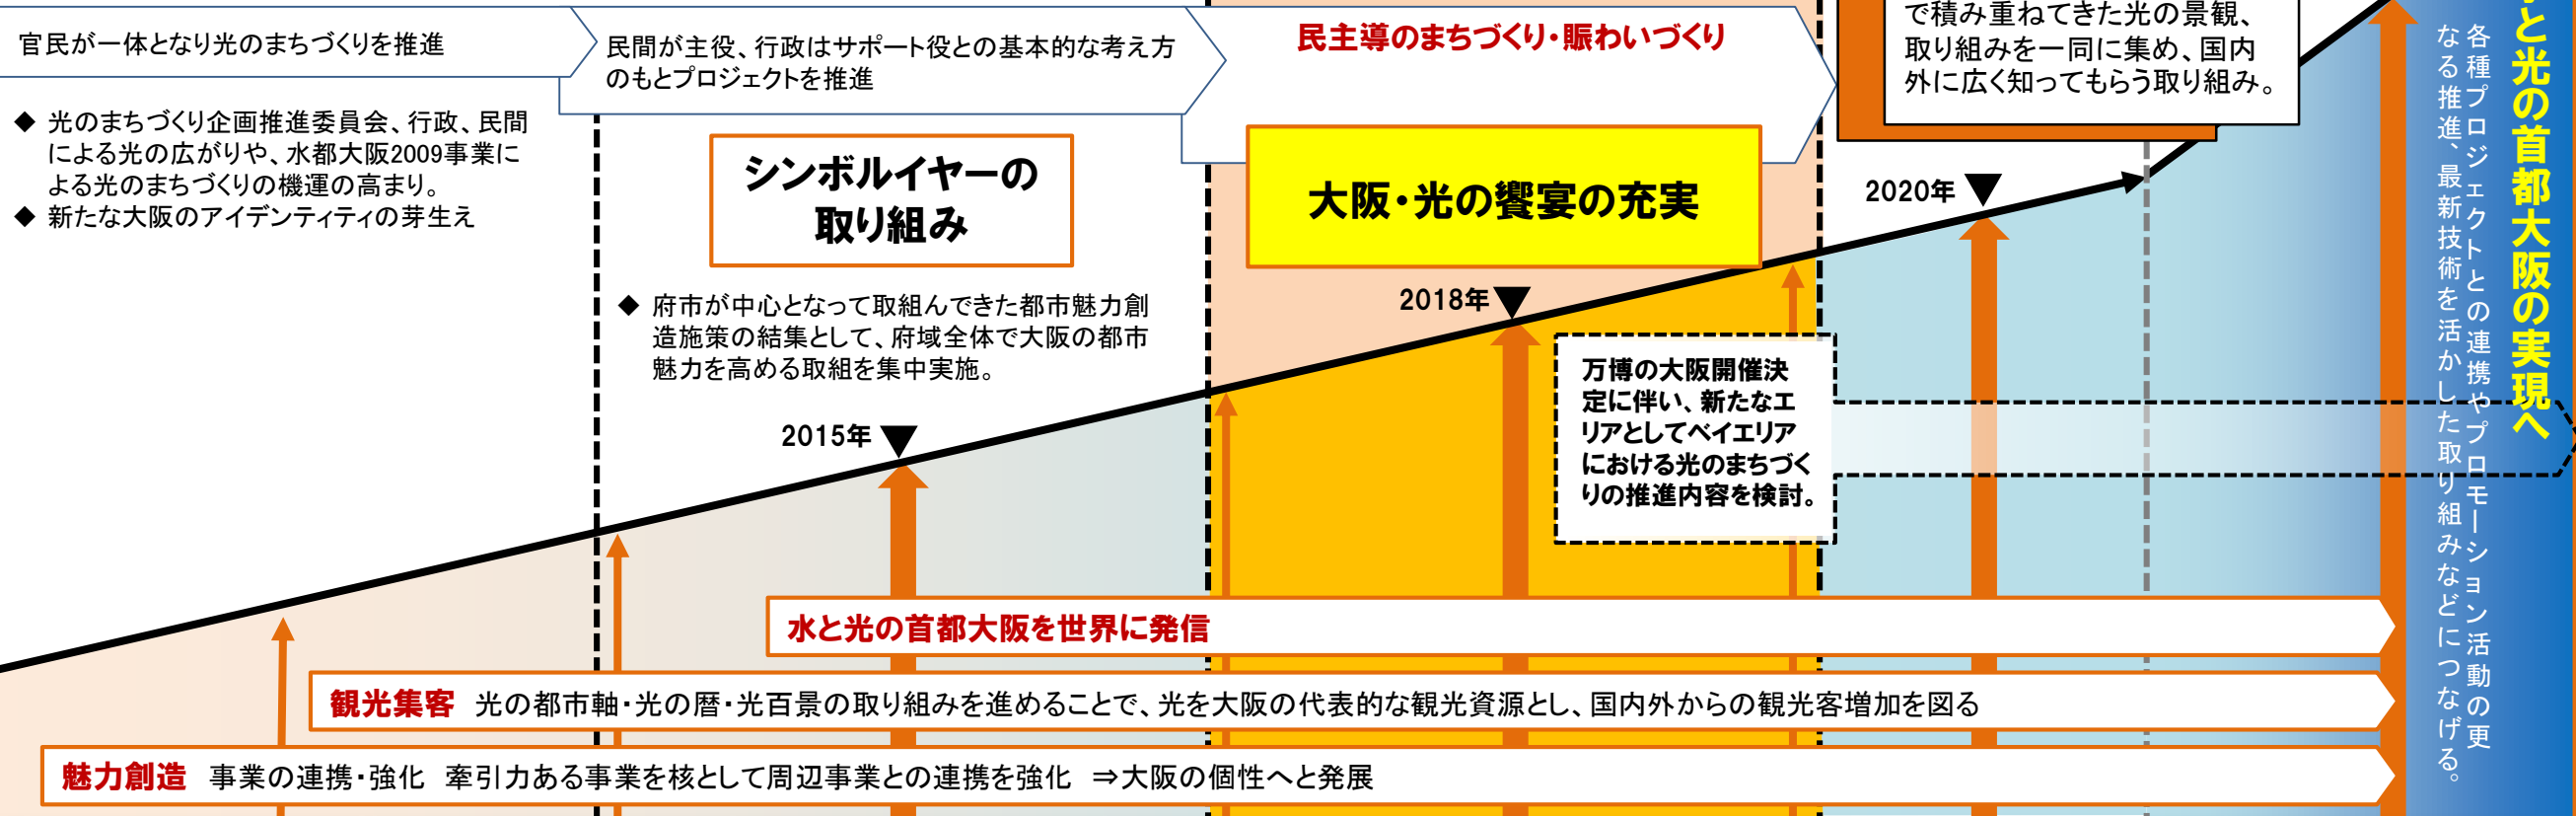 官民が一体となり光のまちづくりを推進
◆ 光のまちづくり企画推進委員会、行政、民間
による光の広がりや、水都大阪2009事業に
よる光のまちづくりの機運の高まり。
◆ 新たな大阪のアイデンティティの芽生え
民間が主役、行政はサポート役との基本的な考え方
のもとプロジェクトを推進
シンボルイヤーの
取り組み
◆ 府市が中心となって取組んできた都市魅力創
造施策の結集として、府域全体で大阪の都市
魅力を高める取組を集中実施。
2015年
民主導のまちづくり・賑わいづくり
大阪・光の饗宴の充実
2018年
万博の大阪開催決
定に伴い、新たなエ
リアとしてベイエリア
における光のまちづく
りの推進内容を検討。
で積み重ねてきた光の景観、
取り組みを一同に集め、国内
外に広く知ってもらう取り組み。
2020年
と光の首都大阪の実現へ
各種プロジェクトとの連携やプロモーション活動の更
なる推進、最新技術を活かした取り組みなどにつなげる。
水と光の首都大阪を世界に発信
観光集客 光の都市軸・光の暦・光百景の取り組みを進めることで、光を大阪の代表的な観光資源とし、国内外からの観光客増加を図る
魅力創造 事業の連携・強化 牽引力ある事業を核として周辺事業との連携を強化 ⇒大阪の個性へと発展